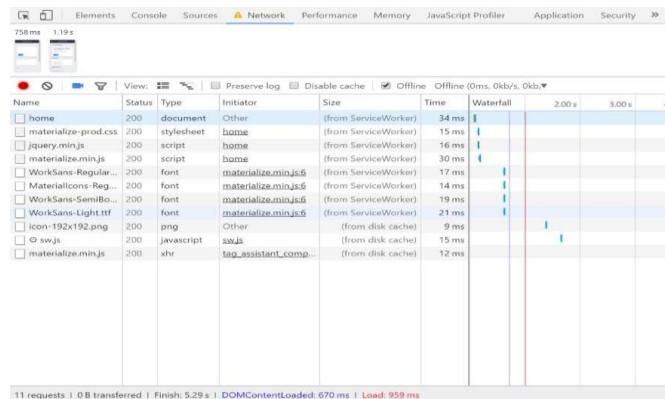 Elements Console Sources Network Performance Memory JavaScript Profiler Application Security »
758 ms 1.19 s
View: Preserve log Disable cache Offline Offline (0ms, 0kb/s, 0kb,▾
Name Status Type Initiator Size Time Waterfall 2.00 s 3.00 s
home 200 document Other (from ServiceWorker) 34 ms
materialize-prod.css 200 stylesheet home (from ServiceWorker) 15 ms
jquery.min.js 200 script home (from ServiceWorker) 16 ms
materialize.min.js 200 script home (from ServiceWorker) 30 ms
WorkSans-Regular... 200 font materialize.min.js:6 (from ServiceWorker) 17 ms
MaterialIcons-Reg... 200 font materialize.min.js:6 (from ServiceWorker) 14 ms
WorkSans-SemiBo... 200 font materialize.min.js:6 (from ServiceWorker) 19 ms
WorkSans-Light.ttf 200 font materialize.min.js:6 (from ServiceWorker) 21 ms
icon-192x192.png 200 png Other (from disk cache) 9 ms
sw.js 200 javascript sw.js (from disk cache) 15 ms
materialize.min.js 200 xhr tag_assistant_comp... (from disk cache) 12 ms
11 requests | 0 B transferred | Finish: 5.29 s | DOMContentLoaded: 670 ms | Load: 959 ms